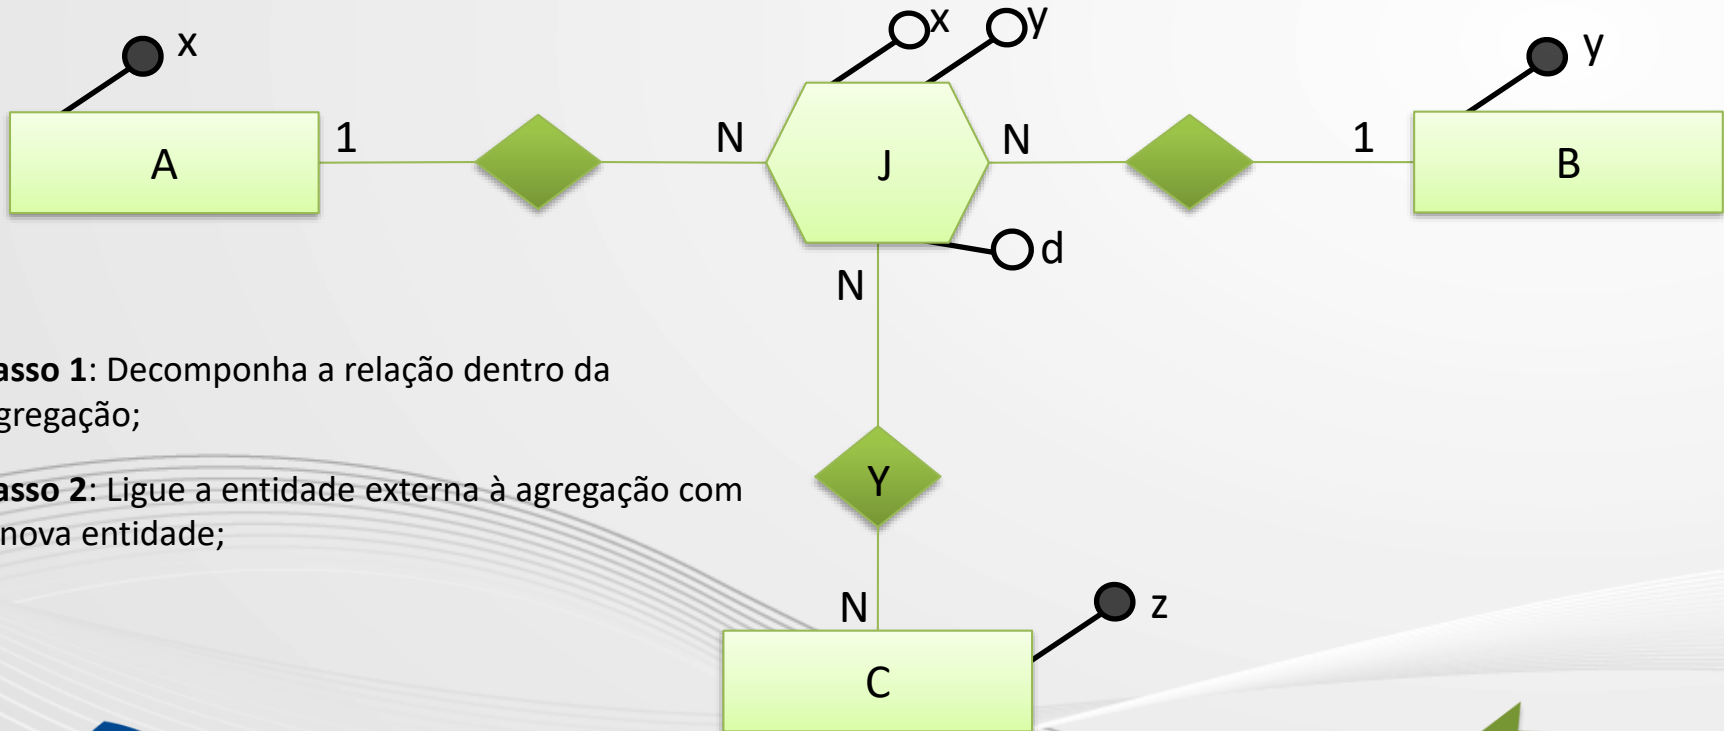 x
x y
y
A 1 N J N 1 B
d
N
asso 1: Decomponha a relação dentro da
gregação;
Y
asso 2: Ligue a entidade externa à agregação com
nova entidade;
N
z
C